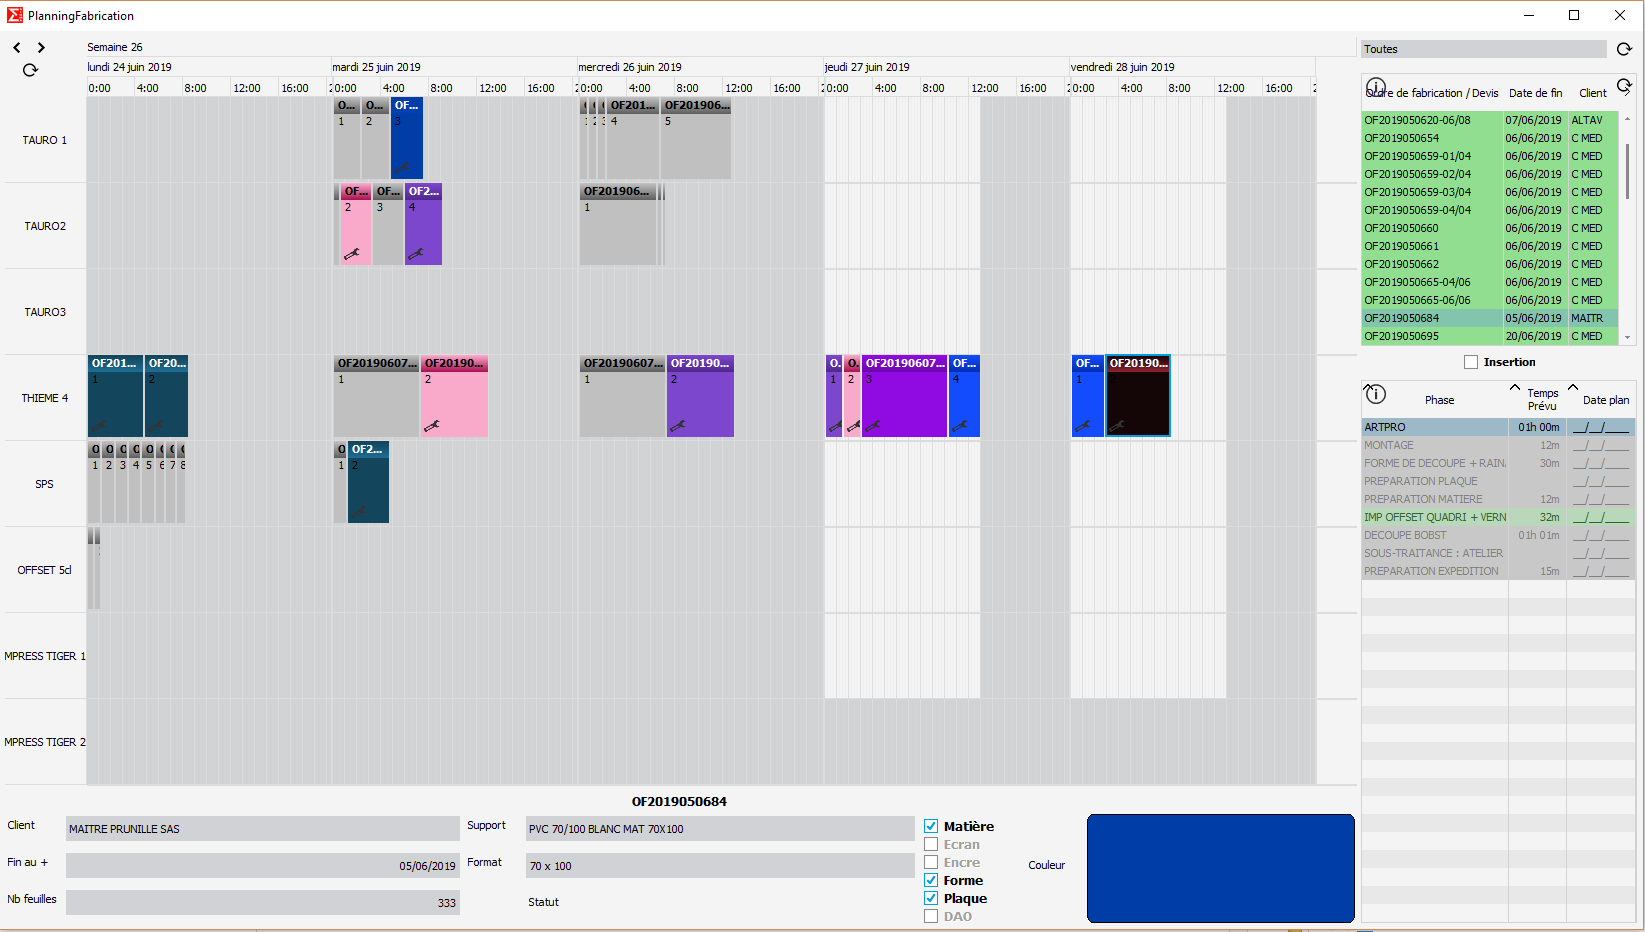 PlanningFabrication
Semaine 26
Toutes
lundi 24 juin 2019 mardi 25 juin 2019 mercredi 26 juin 2019 jeudi 27 juin 2019 vendredi 28 juin 2019
0:00 4:00 8:00 12:00 16:00 0:00 4:00 8:00 12:00 16:00 0:00 4:00 8:00 12:00 16:00 0:00 4:00 8:00 12:00 16:00 0:00 4:00 8:00 12:00 16:00
TAURO 1
O... O... OF... OF201... OF201906...
1 2 3 1 2 3 4 5
TAURO2
OF... OF... OF2... OF201906...
2 3 4 1
TAURO3
THIEME 4
OF201... OF20... OF20190607... OF20190... OF20190607... OF20190... O. O. OF20190607... OF... OF... OF20190...
1 2 1 2 1 2 1 2 3 4 1
SPS
O O O O O O O O O OF2...
1 2 3 4 5 6 7 8 1 2
OFFSET 5cl
MPRESS TIGER 1
MPRESS TIGER 2
Ordre de fabrication / Devis Date de fin Client
OF2019050620-06/08 07/06/2019 ALTAV
OF2019050654 06/06/2019 C MED
OF2019050659-01/04 06/06/2019 C MED
OF2019050659-02/04 06/06/2019 C MED
OF2019050659-03/04 06/06/2019 C MED
OF2019050659-04/04 06/06/2019 C MED
OF2019050660 06/06/2019 C MED
OF2019050661 06/06/2019 C MED
OF2019050662 06/06/2019 C MED
OF2019050665-04/06 06/06/2019 C MED
OF2019050665-06/06 06/06/2019 C MED
OF2019050684 05/06/2019 MAITR
OF2019050695 20/06/2019 C MED
Insertion
Phase Temps Prévu Date plan
ARTPRO 01h 00m __/__/____
MONTAGE 12m __/__/____
FORME DE DECOUPE + RAIN. 30m __/__/____
PREPARATION PLAQUE __/__/____
PREPARATION MATIERE 12m __/__/____
IMP OFFSET QUADRI + VERN 32m __/__/____
DECOUPE BOBST 01h 01m __/__/____
SOUS-TRAITANCE : ATELIER __/__/____
PREPARATION EXPEDITION 15m __/__/____
OF2019050684
Client MAITRE PRUNILLE SAS
Fin au + 05/06/2019
Nb feuilles 333
Support PVC 70/100 BLANC MAT 70X100
Format 70 x 100
Statut
Matière
Ecran
Encre
Forme
Plaque
DAO
Couleur